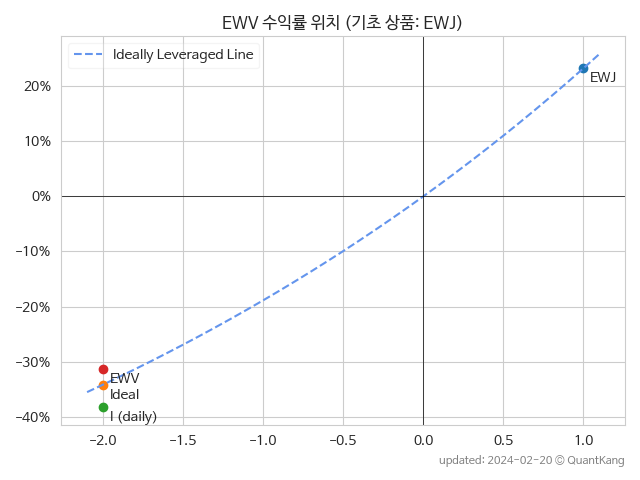 EWV 수익률 위치 (기초 상품: EWJ)
Ideally Leveraged Line
20%
10%
0%
−10%
−20%
−30%
−40%
EWJ
EWV
Ideal
I (daily)
−2.0 −1.5 −1.0 −0.5 0.0 0.5 1.0
updated: 2024-02-20 © QuantKang